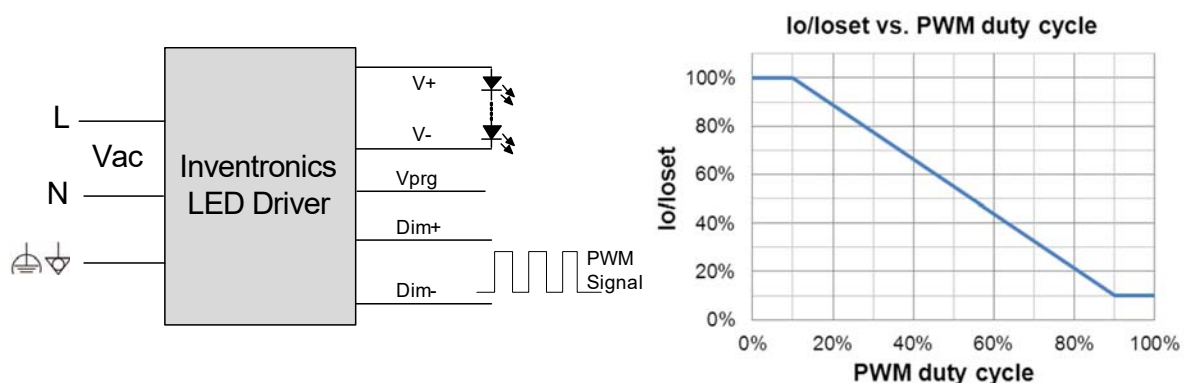 L
Vac
N
Inventronics
LED Driver
V+
V-
Vprg
Dim+
Dim-
PWM
Signal
Io/Ioset vs. PWM duty cycle
Io/Ioset
100%
80%
60%
40%
20%
0%
0% 20% 40% 60% 80% 100%
PWM duty cycle